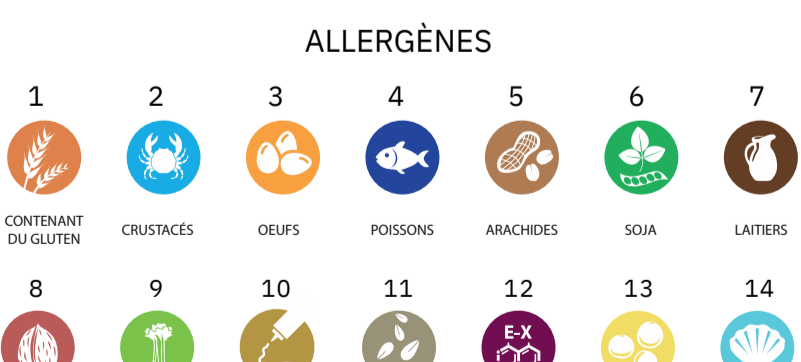 ALLERGÈNES
1 2 3 4 5 6 7
CONTENANT
DU GLUTEN
CRUSTACÉS
OEUFS
POISSONS
ARACHIDES
SOJA
LAITIERS
8 9 10 11 12 13 14
E-X